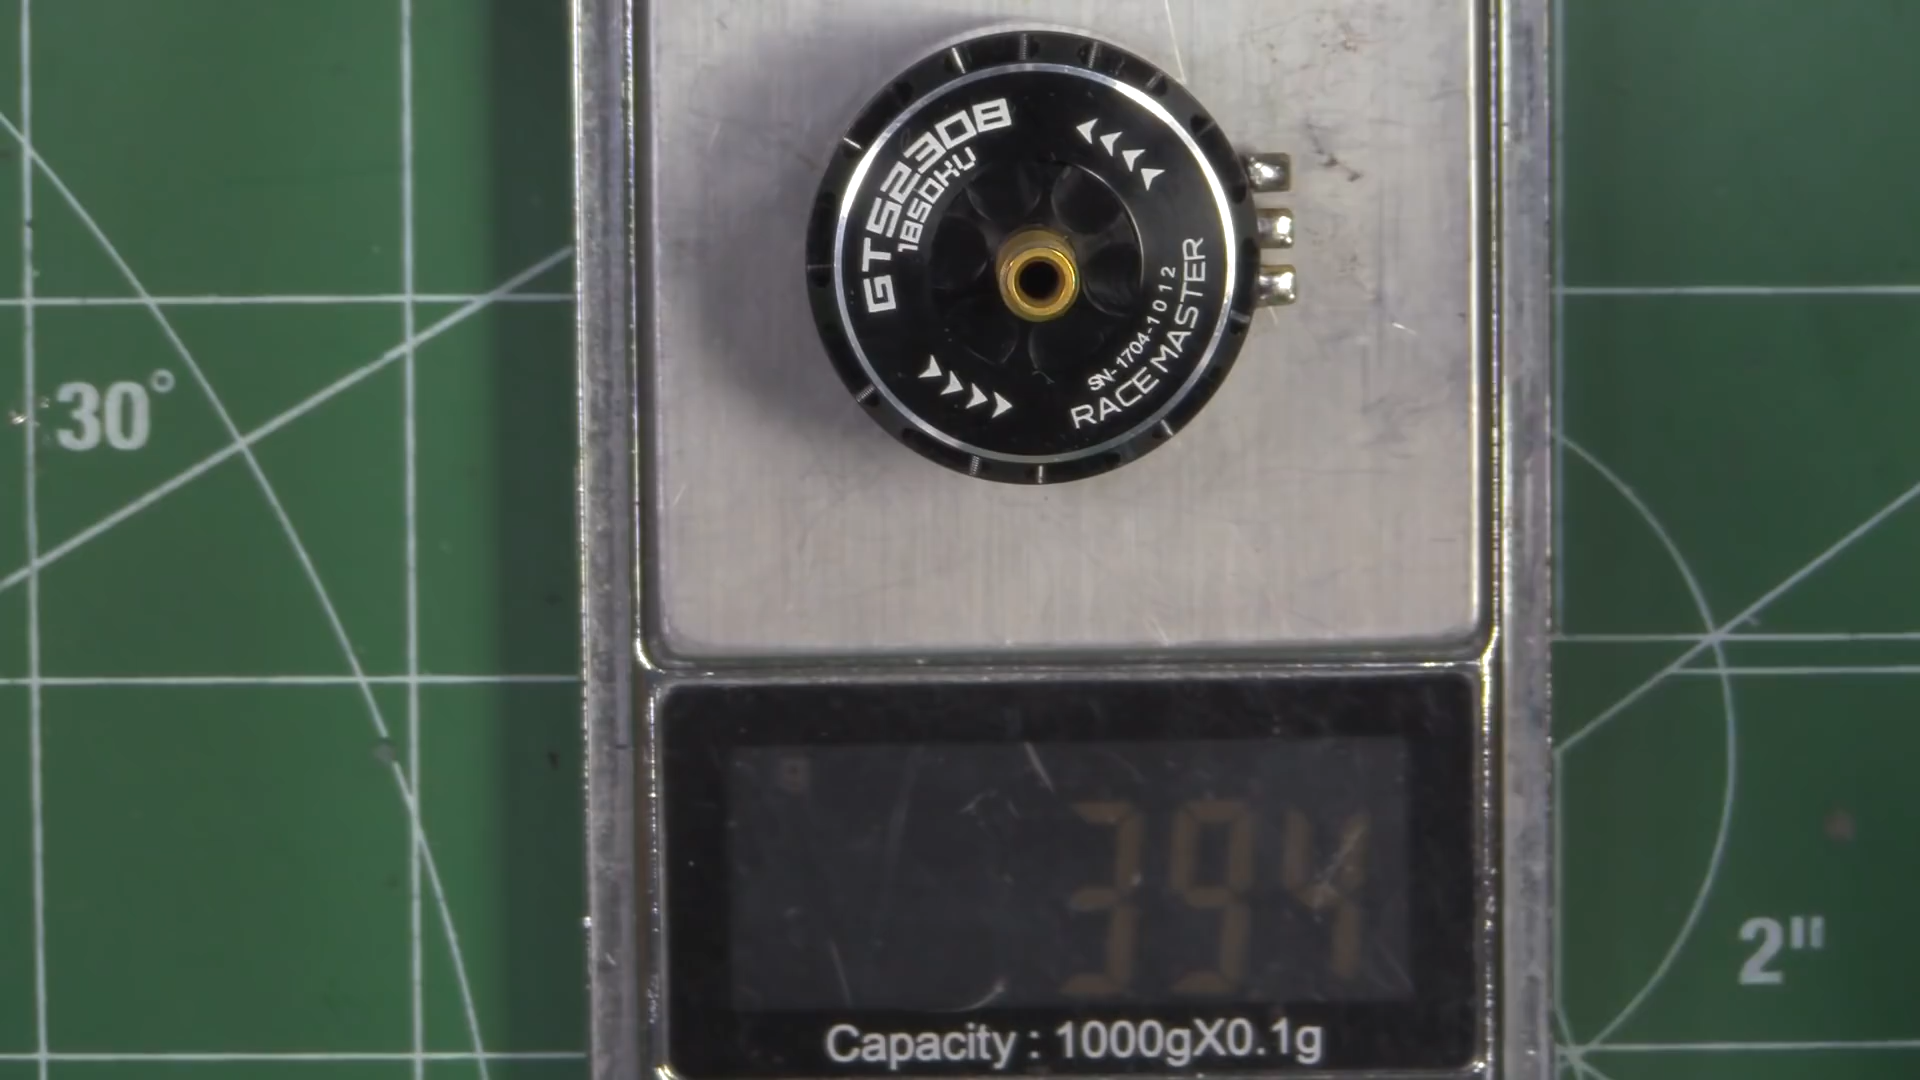 GTS2308
1850KV
SN-1704-1012
RACE MASTER
30°
394
2"
Capacity : 1000gX0.1g